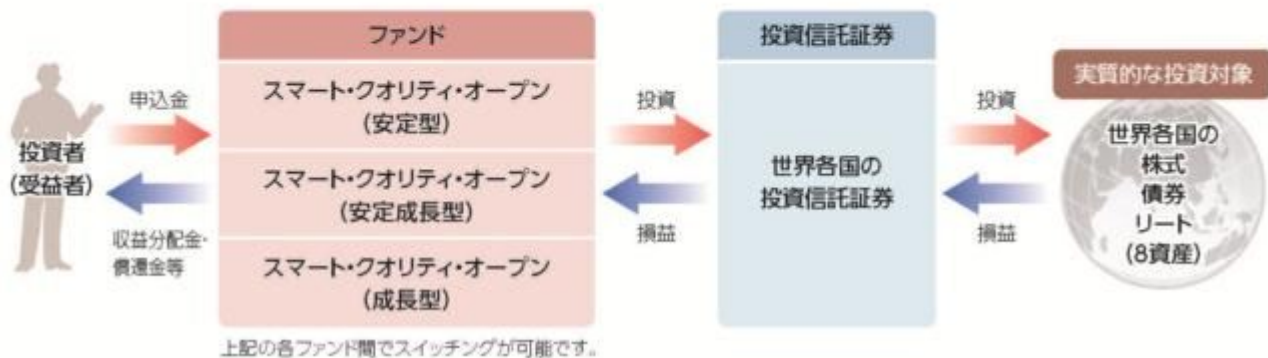 ファンド
投資信託証券
実質的な投資対象
投資者
(受益者)
申込金
収益分配金・
償還金等
スマート・クオリティ・オープン
(安定型)
スマート・クオリティ・オープン
(安定成長型)
スマート・クオリティ・オープン
(成長型)
投資
損益
世界各国の
投資信託証券
投資
損益
世界各国の
株式
債券
リート
(8資産)
上記の各ファンド間でスイッチングが可能です。